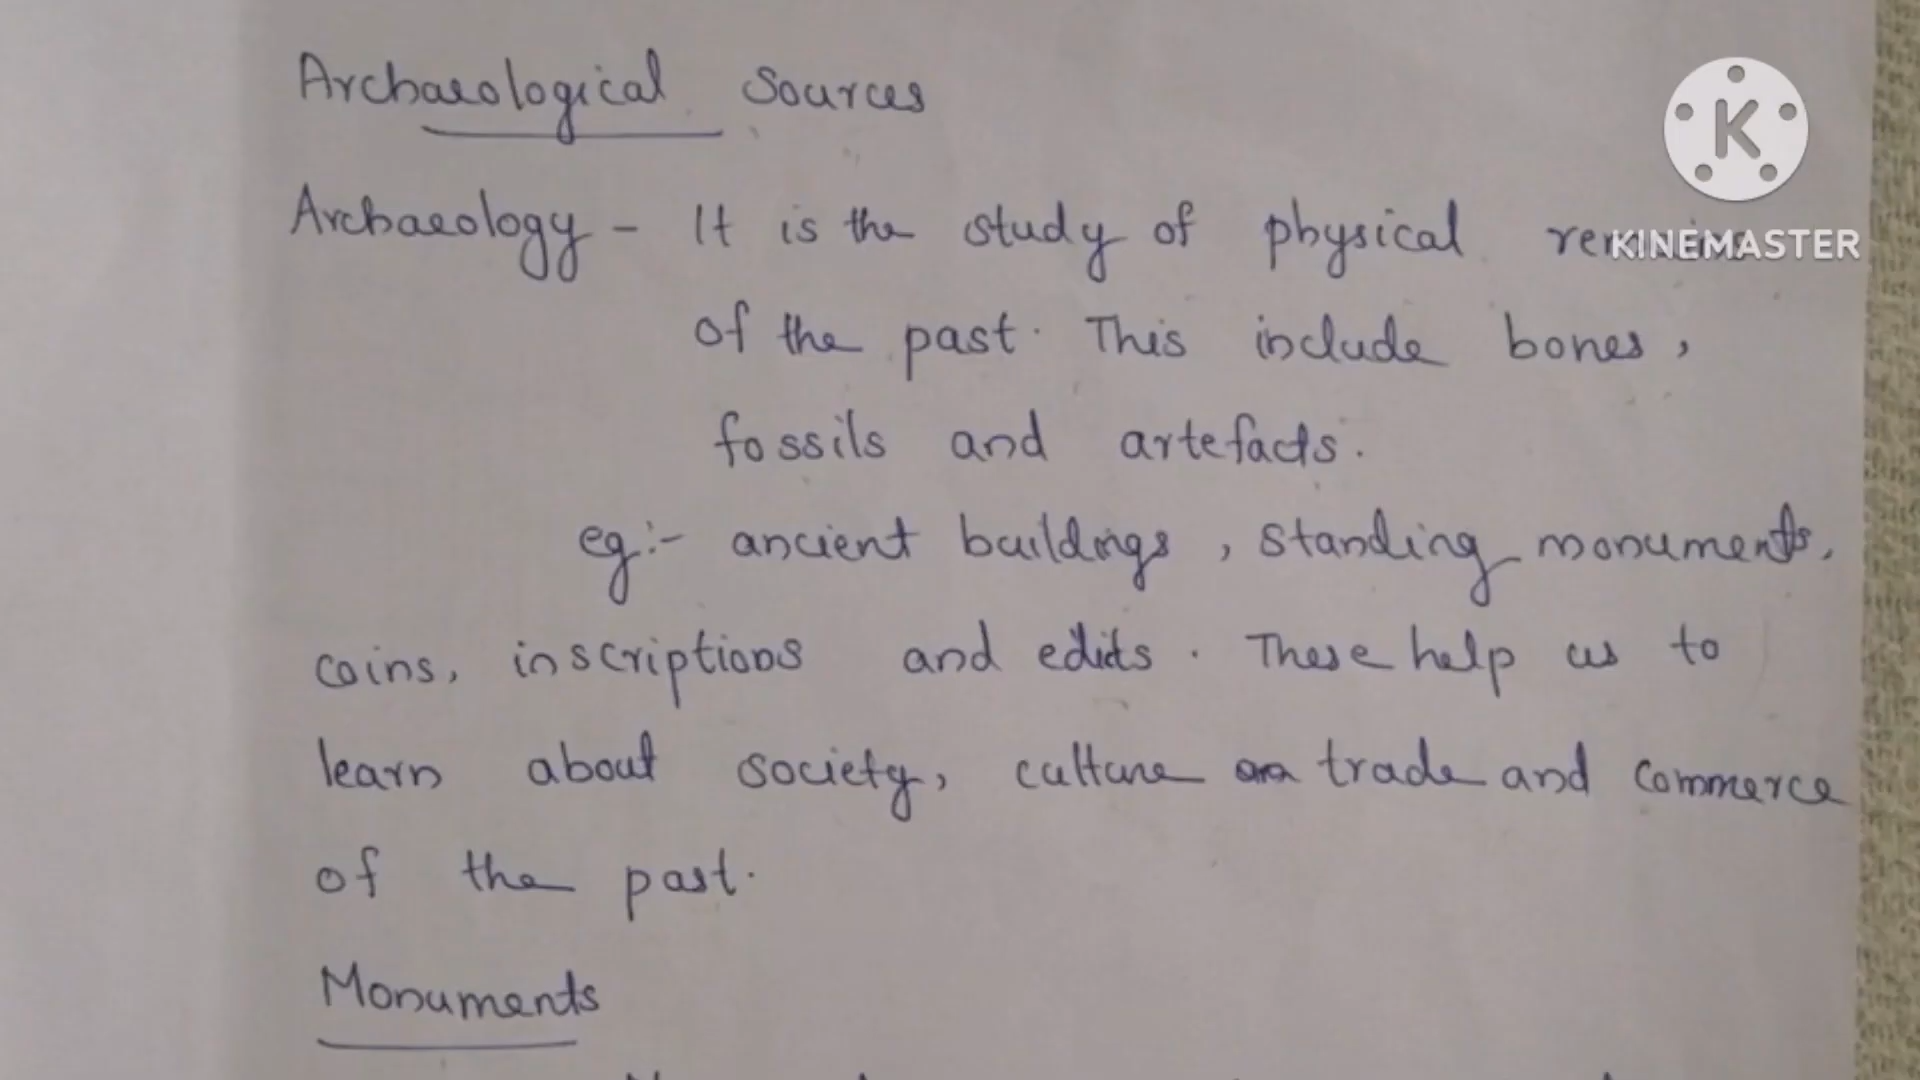 Archaeological Sources
Archaeology - It is the study of physical remains
KINEMASTER
of the past. This include bones,
fossils and artefacts.
eg:- ancient buildings, standing monuments,
coins, inscriptions and edicts. These help us to
learn about society, culture trade and commerce
of the past.
Monuments